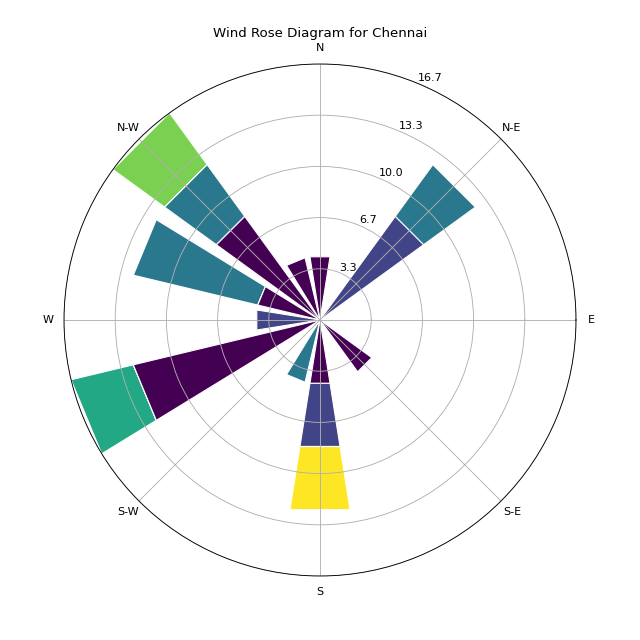 Wind Rose Diagram for Chennai
N
16.7
N-W
13.3
N-E
10.0
6.7
3.3
W
E
S-W
S-E
S